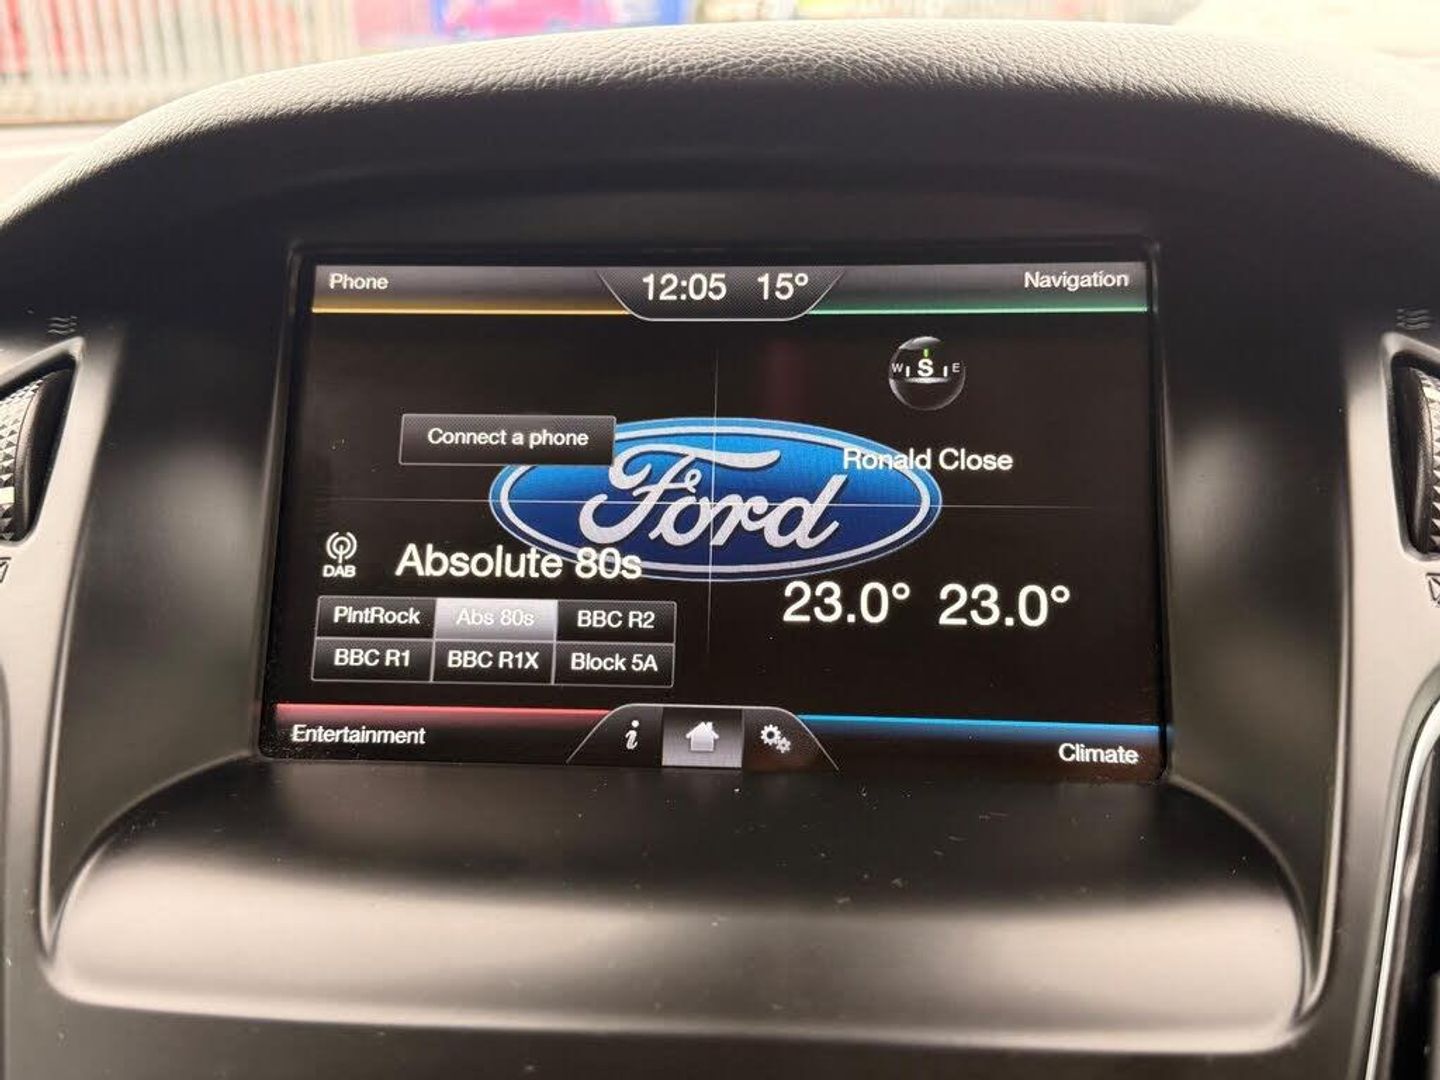 Phone
12:05 15°
Navigation
W S E
Connect a phone
Ronald Close
Ford
DAB
Absolute 80s
23.0° 23.0°
PlntRock Abs 80s BBC R2
BBC R1 BBC R1X Block 5A
Entertainment
i
Climate